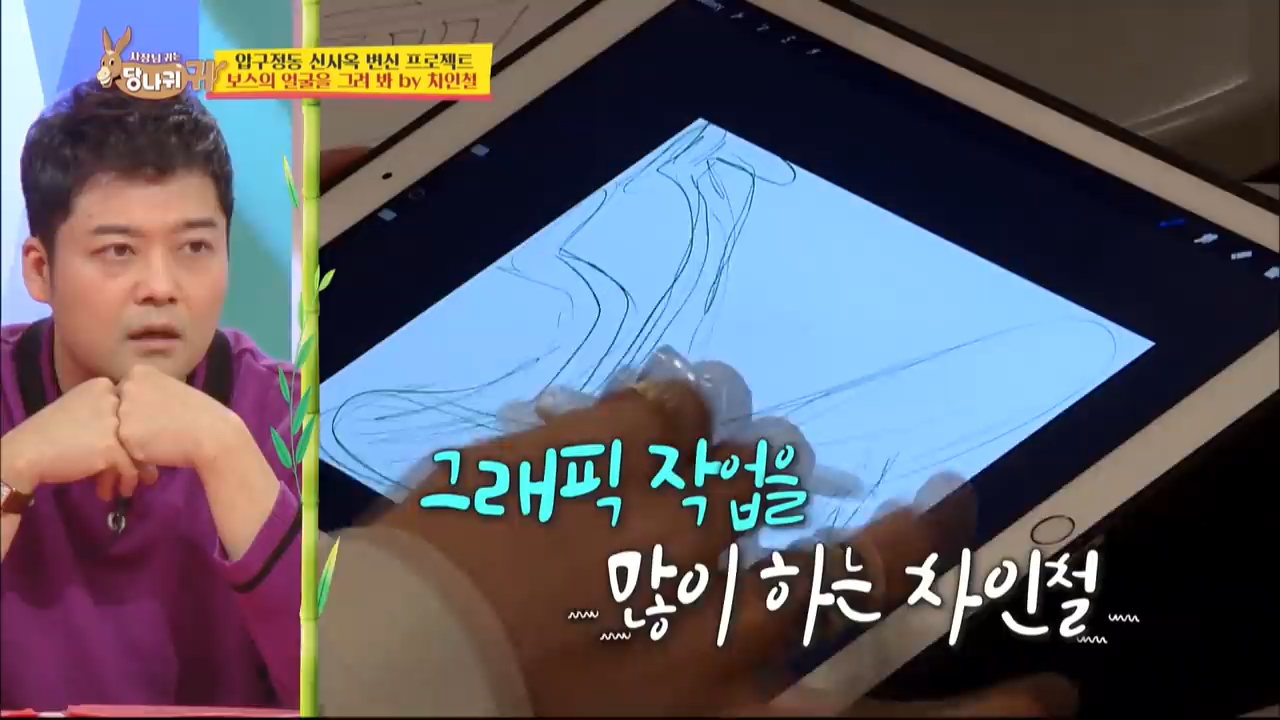 사장님 귀는
당나귀 귀
압구정동 신사옥 변신 프로젝트
보스의 얼굴을 그려 봐 by 차인철
그래픽 작업을
많이 하는 차인철